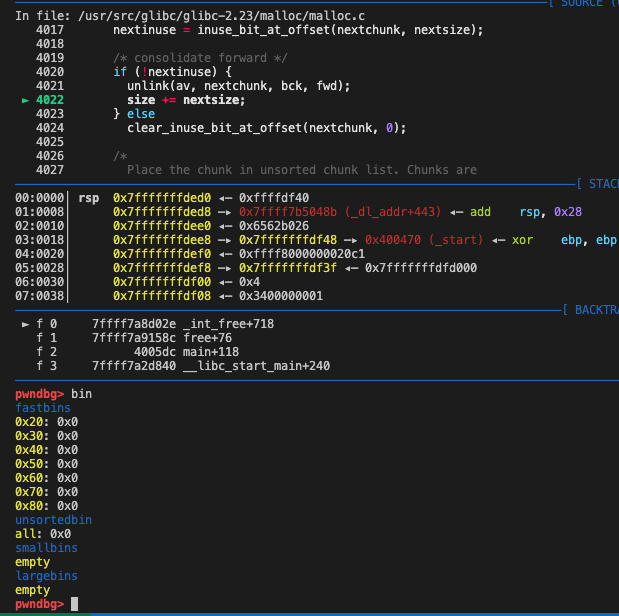 [ SOURCE (
In file: /usr/src/glibc/glibc-2.23/malloc/malloc.c
4017 nextinuse = inuse_bit_at_offset(nextchunk, nextsize);
4018
4019 /* consolidate forward */
4020 if (!nextinuse) {
4021 unlink(av, nextchunk, bck, fwd);
► 4022 size += nextsize;
4023 } else
4024 clear_inuse_bit_at_offset(nextchunk, 0);
4025
4026 /*
4027 Place the chunk in unsorted chunk list. Chunks are
[ STACK
00:0000│ rsp 0x7fffffffded0 ◂— 0xffffdf40
01:0008│ 0x7fffffffded8 —▸ 0x7ffff7b5048b (_dl_addr+443) ◂— add rsp, 0x28
02:0010│ 0x7fffffffdee0 ◂— 0x6562b026
03:0018│ 0x7fffffffdee8 —▸ 0x7fffffffdf48 —▸ 0x400470 (_start) ◂— xor ebp, ebp
04:0020│ 0x7fffffffdef0 ◂— 0xffff8000000020c1
05:0028│ 0x7fffffffdef8 —▸ 0x7fffffffdf3f ◂— 0x7fffffffdfd000
06:0030│ 0x7fffffffdf00 ◂— 0x4
07:0038│ 0x7fffffffdf08 ◂— 0x3400000001
[ BACKTRA
► f 0 7ffff7a8d02e _int_free+718
f 1 7ffff7a9158c free+76
f 2 4005dc main+118
f 3 7ffff7a2d840 __libc_start_main+240
pwndbg> bin
fastbins
0x20: 0x0
0x30: 0x0
0x40: 0x0
0x50: 0x0
0x60: 0x0
0x70: 0x0
0x80: 0x0
unsortedbin
all: 0x0
smallbins
empty
largebins
empty
pwndbg>